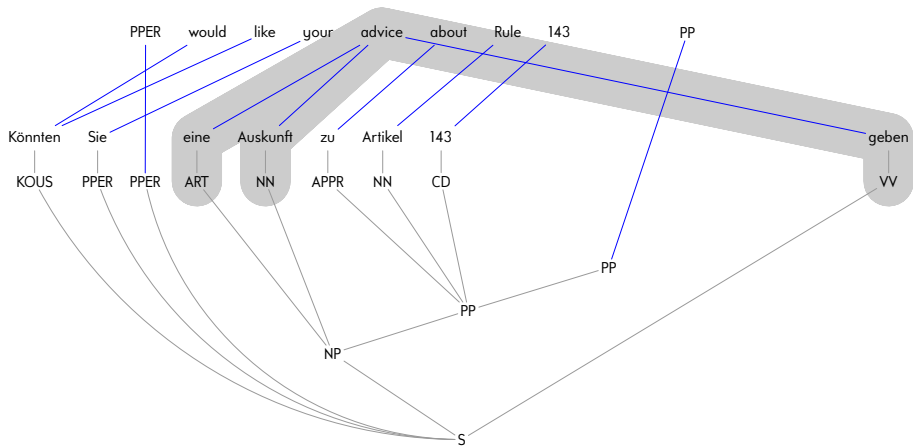 PPER would like your advice about Rule 143 PP
Könnten Sie eine Auskunft zu Artikel 143 geben
KOUS PPER PPER ART NN APPR NN CD VV
PP
PP
NP
S